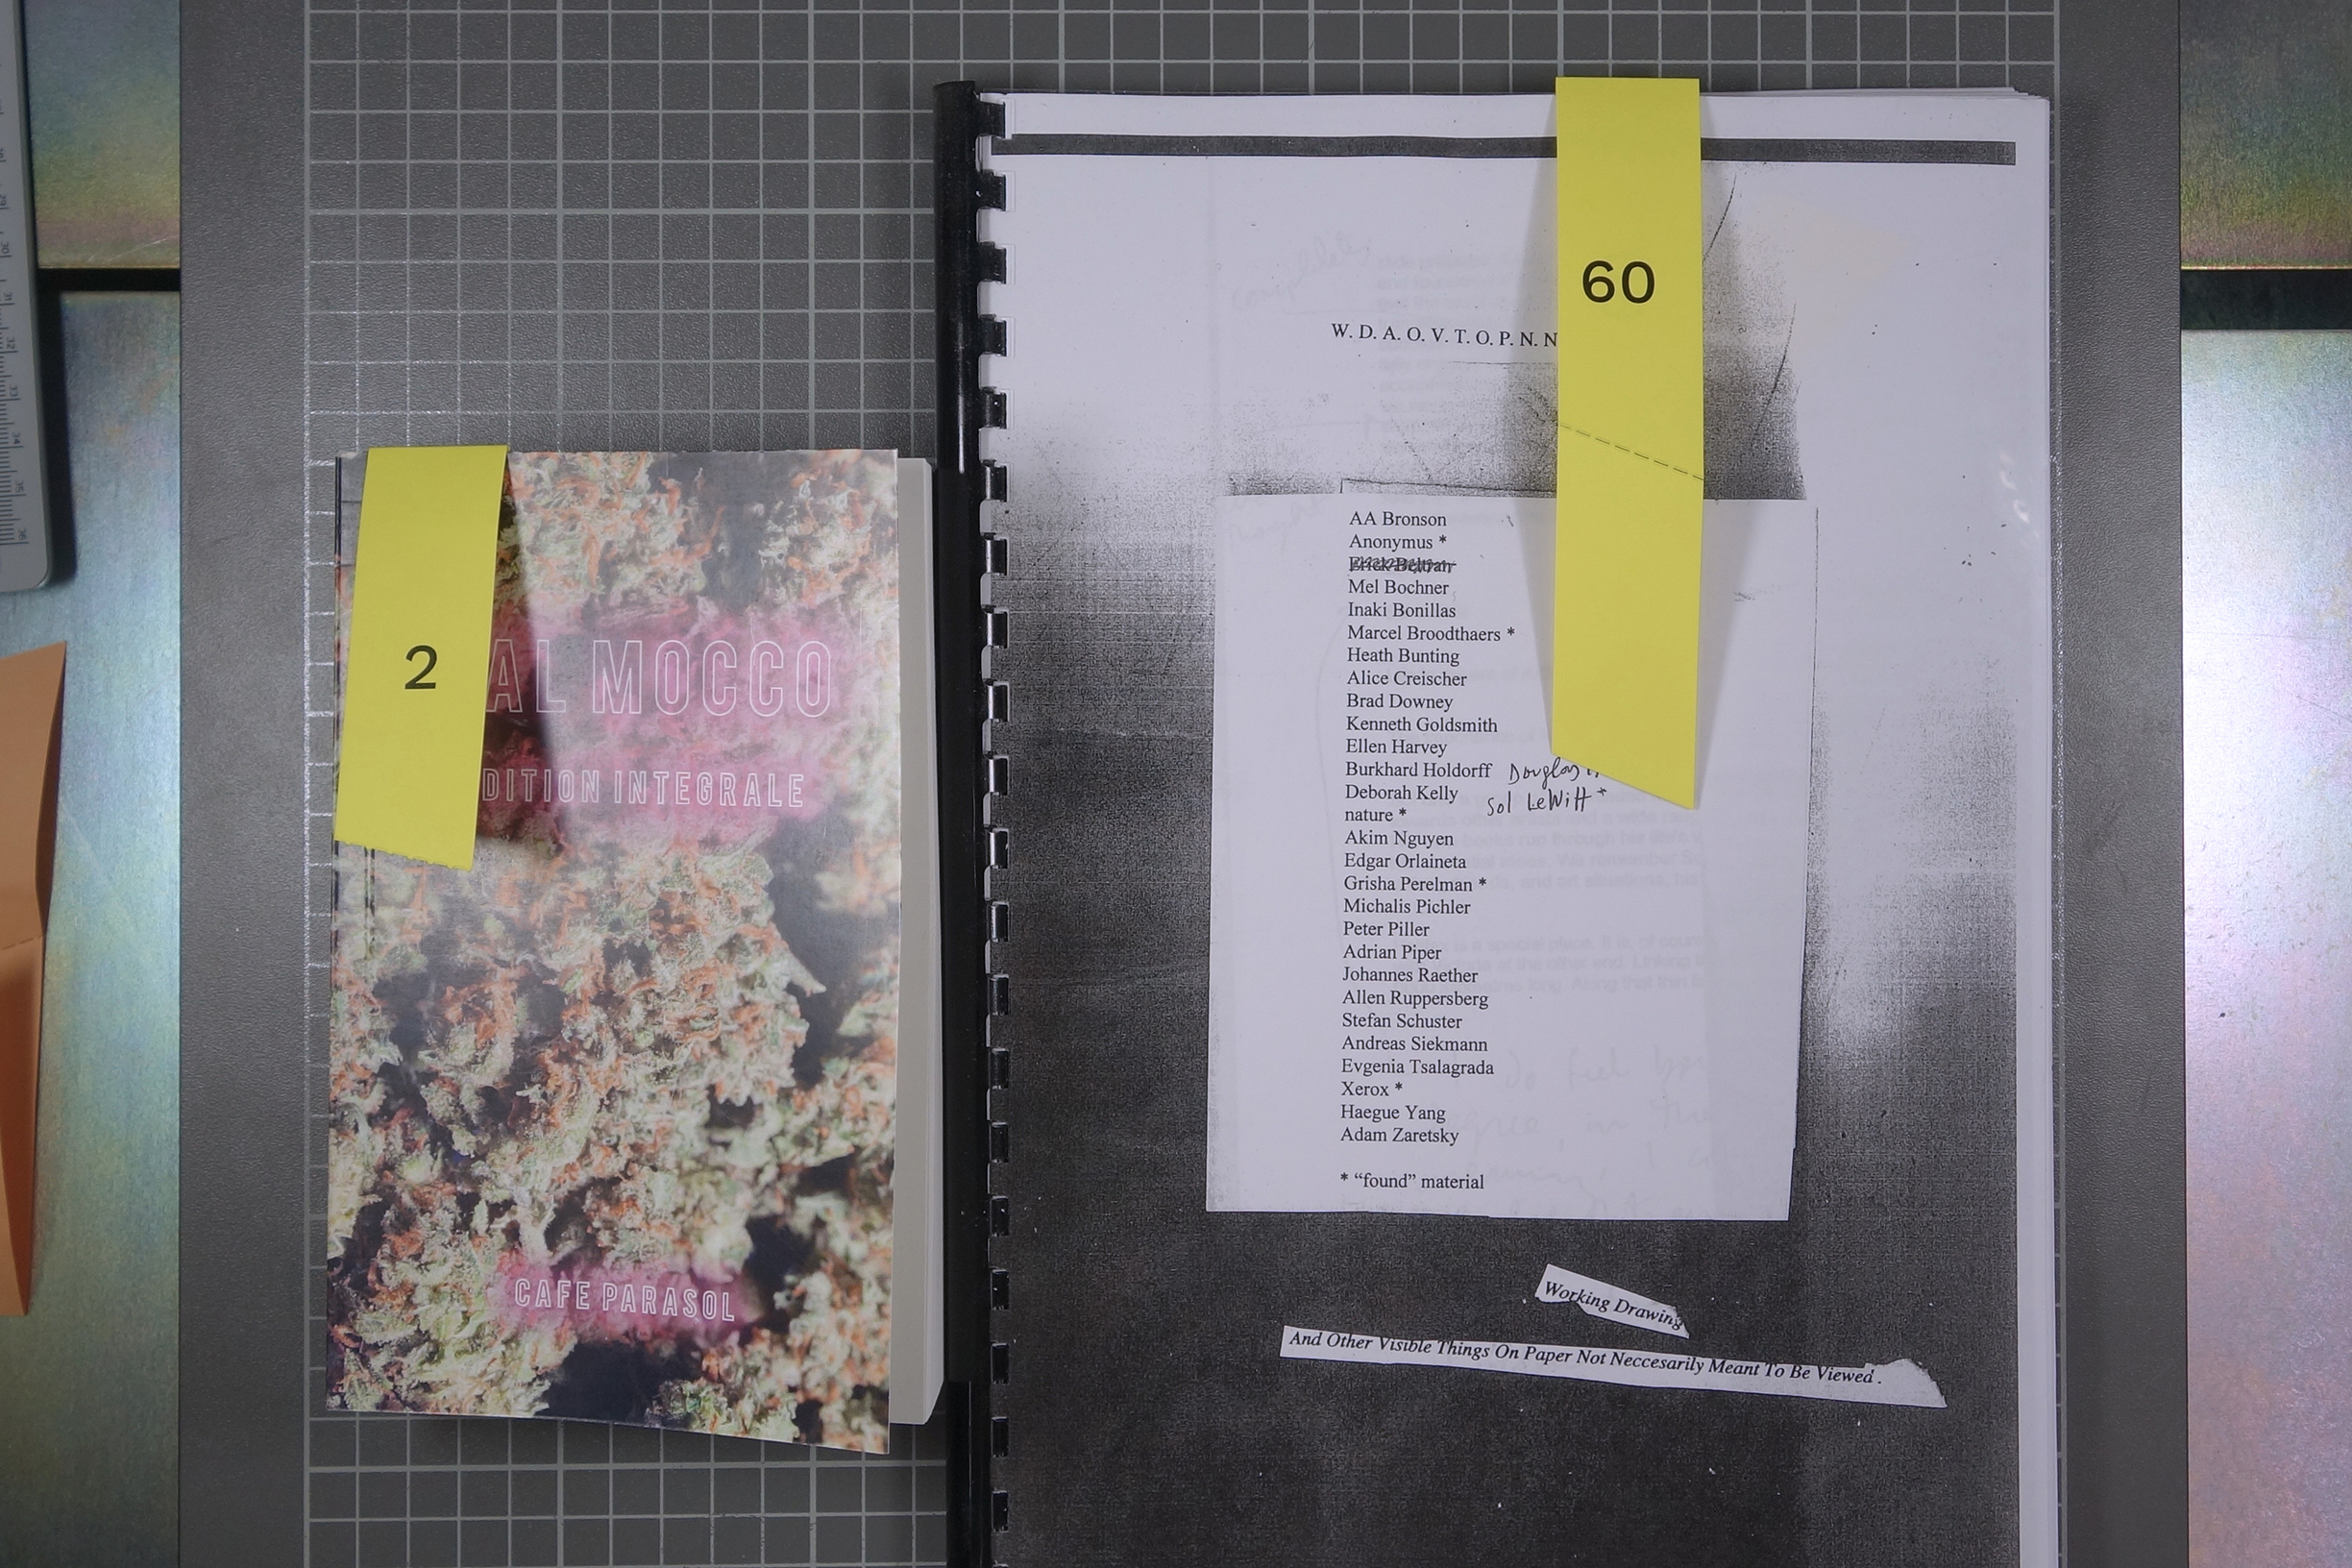 2
AL MOCCO
DITION INTEGRALE
CAFE PARASOL
60
W. D. A. O. V. T. O. P. N. N
AA Bronson
Anonymus *
Erick Beltran
Mel Bochner
Inaki Bonillas
Marcel Broodthaers *
Heath Bunting
Alice Creischer
Brad Downey
Kenneth Goldsmith
Ellen Harvey
Burkhard Holdorff Douglas
Deborah Kelly Sol LeWitt *
nature *
Akim Nguyen
Edgar Orlaineta
Grisha Perelman *
Michalis Pichler
Peter Piller
Adrian Piper
Johannes Raether
Allen Ruppersberg
Stefan Schuster
Andreas Siekmann
Evgenia Tsalagrada
Xerox *
Haegue Yang
Adam Zaretsky
* “found” material
Working Drawing
And Other Visible Things On Paper Not Neccesarily Meant To Be Viewed .